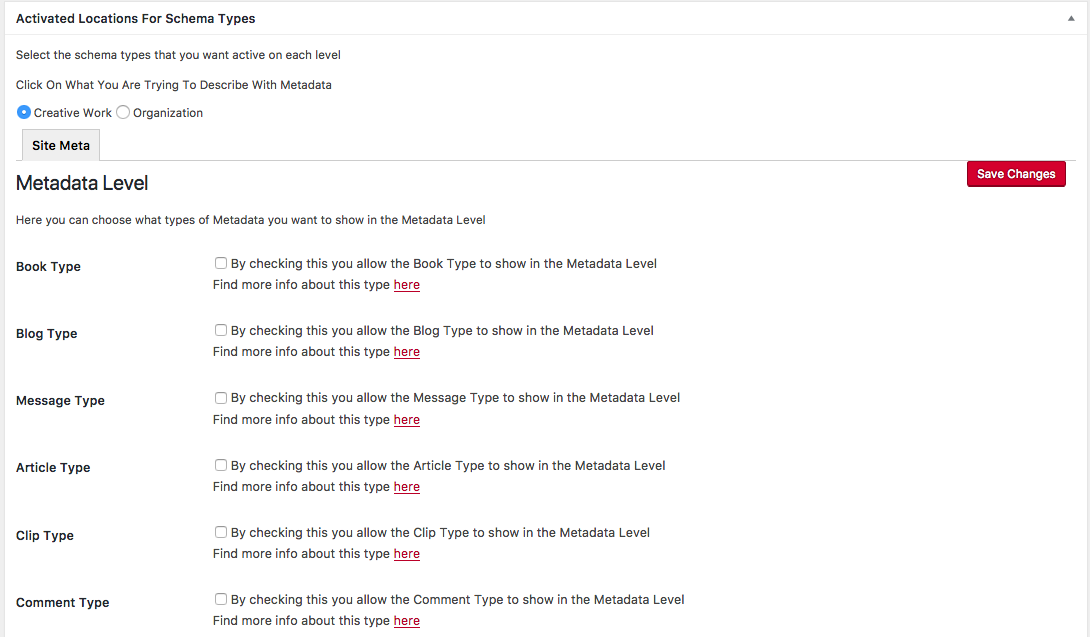 Activated Locations For Schema Types
Select the schema types that you want active on each level
Click On What You Are Trying To Describe With Metadata
Creative Work Organization
Site Meta
Save Changes
Metadata Level
Here you can choose what types of Metadata you want to show in the Metadata Level
Book Type By checking this you allow the Book Type to show in the Metadata Level
Find more info about this type here
Blog Type By checking this you allow the Blog Type to show in the Metadata Level
Find more info about this type here
Message Type By checking this you allow the Message Type to show in the Metadata Level
Find more info about this type here
Article Type By checking this you allow the Article Type to show in the Metadata Level
Find more info about this type here
Clip Type By checking this you allow the Clip Type to show in the Metadata Level
Find more info about this type here
Comment Type By checking this you allow the Comment Type to show in the Metadata Level
Find more info about this type here